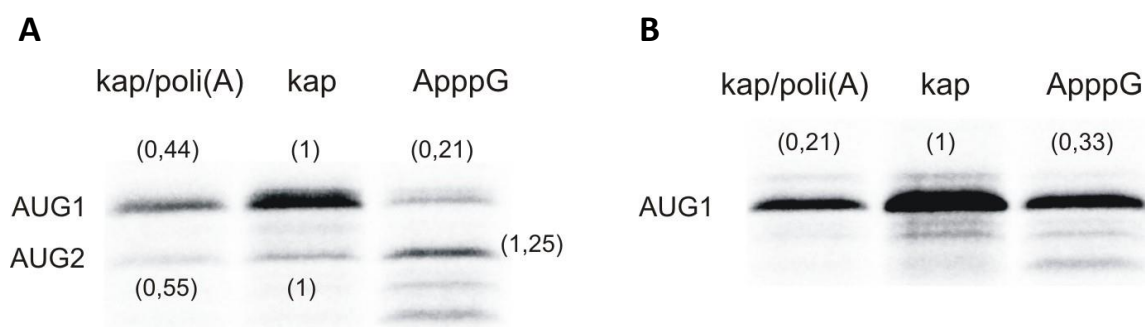 A
kap/poli(A) kap ApppG
(0,44) (1) (0,21)
AUG1
AUG2
(1,25)
(0,55) (1)
B
kap/poli(A) kap ApppG
(0,21) (1) (0,33)
AUG1